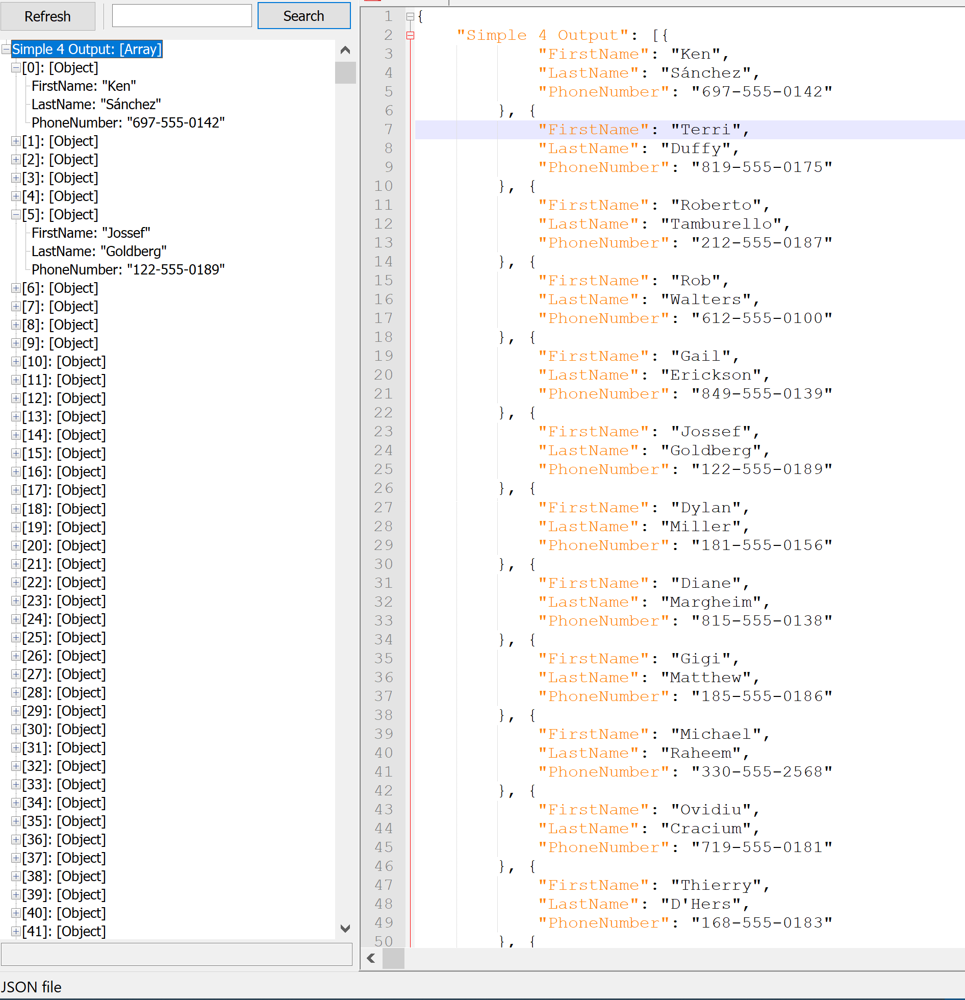 Refresh
Search
Simple 4 Output: [Array]
[0]: [Object]
FirstName: "Ken"
LastName: "Sánchez"
PhoneNumber: "697-555-0142"
[1]: [Object]
[2]: [Object]
[3]: [Object]
[4]: [Object]
[5]: [Object]
FirstName: "Jossef"
LastName: "Goldberg"
PhoneNumber: "122-555-0189"
[6]: [Object]
[7]: [Object]
[8]: [Object]
[9]: [Object]
[10]: [Object]
[11]: [Object]
[12]: [Object]
[13]: [Object]
[14]: [Object]
[15]: [Object]
[16]: [Object]
[17]: [Object]
[18]: [Object]
[19]: [Object]
[20]: [Object]
[21]: [Object]
[22]: [Object]
[23]: [Object]
[24]: [Object]
[25]: [Object]
[26]: [Object]
[27]: [Object]
[28]: [Object]
[29]: [Object]
[30]: [Object]
[31]: [Object]
[32]: [Object]
[33]: [Object]
[34]: [Object]
[35]: [Object]
[36]: [Object]
[37]: [Object]
[38]: [Object]
[39]: [Object]
[40]: [Object]
[41]: [Object]
1 {
2 "Simple 4 Output": [{
3 "FirstName": "Ken",
4 "LastName": "Sánchez",
5 "PhoneNumber": "697-555-0142"
6 }, {
7 "FirstName": "Terri",
8 "LastName": "Duffy",
9 "PhoneNumber": "819-555-0175"
10 }, {
11 "FirstName": "Roberto",
12 "LastName": "Tamburello",
13 "PhoneNumber": "212-555-0187"
14 }, {
15 "FirstName": "Rob",
16 "LastName": "Walters",
17 "PhoneNumber": "612-555-0100"
18 }, {
19 "FirstName": "Gail",
20 "LastName": "Erickson",
21 "PhoneNumber": "849-555-0139"
22 }, {
23 "FirstName": "Jossef",
24 "LastName": "Goldberg",
25 "PhoneNumber": "122-555-0189"
26 }, {
27 "FirstName": "Dylan",
28 "LastName": "Miller",
29 "PhoneNumber": "181-555-0156"
30 }, {
31 "FirstName": "Diane",
32 "LastName": "Margheim",
33 "PhoneNumber": "815-555-0138"
34 }, {
35 "FirstName": "Gigi",
36 "LastName": "Matthew",
37 "PhoneNumber": "185-555-0186"
38 }, {
39 "FirstName": "Michael",
40 "LastName": "Raheem",
41 "PhoneNumber": "330-555-2568"
42 }, {
43 "FirstName": "Ovidiu",
44 "LastName": "Cracium",
45 "PhoneNumber": "719-555-0181"
46 }, {
47 "FirstName": "Thierry",
48 "LastName": "D'Hers",
49 "PhoneNumber": "168-555-0183"
50 }, {
JSON file